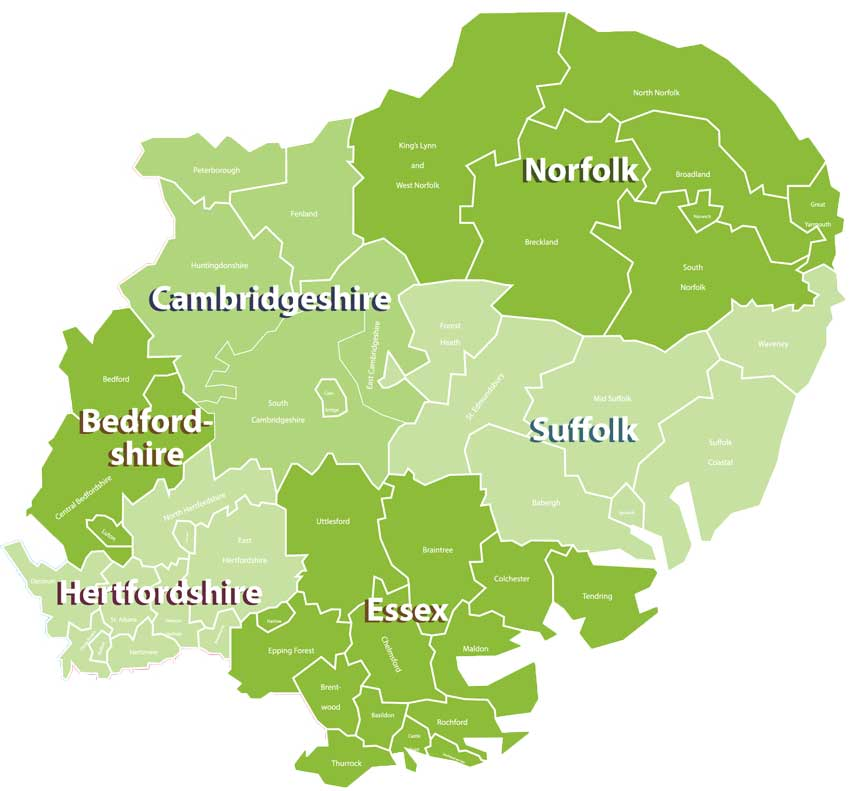 North Norfolk
King's Lynn
and
West Norfolk
Norfolk
Peterborough
Broadland
Great
Yarmouth
Fenland
Norwich
Breckland
Huntingdonshire
South
Norfolk
Cambridgeshire
Forest
Heath
Waveney
East Cambridgeshire
Bedford
St. Edmundsbury
Mid Suffolk
Cam-
bridge
South
Cambridgeshire
Bedford-
shire
Suffolk
Suffolk
Coastal
Central Bedfordshire
North Hertfordshire
Babergh
Uttlesford
Luton
East
Hertfordshire
Braintree
Colchester
Dacorum
Hertfordshire
Tendring
St. Albans
Essex
Harlow
Epping Forest
Chelmsford
Maldon
Hertsmere
Brent-
wood
Basildon
Rochford
Castle
Thurrock